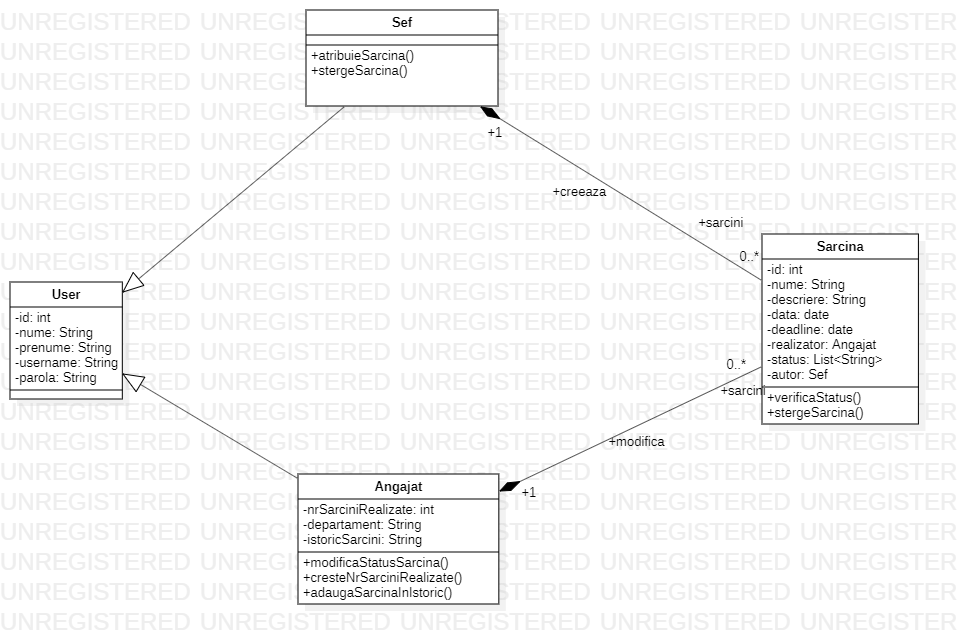 Sef
+atribuieSarcina()
+stergeSarcina()
+1
+creeaza
+sarcini
0..*
Sarcina
-id: int
-nume: String
-descriere: String
-data: date
-deadline: date
-realizator: Angajat
-status: List<String>
-autor: Sef
+verificaStatus()
+stergeSarcina()
User
-id: int
-nume: String
-prenume: String
-username: String
-parola: String
0..*
+sarcini
+modifica
+1
Angajat
-nrSarciniRealizate: int
-departament: String
-istoricSarcini: String
+modificaStatusSarcina()
+cresteNrSarciniRealizate()
+adaugaSarcinaInIstoric()
UNREGISTERED UNREGISTERED UNREGISTERED UNREGISTERED UNREGISTERED